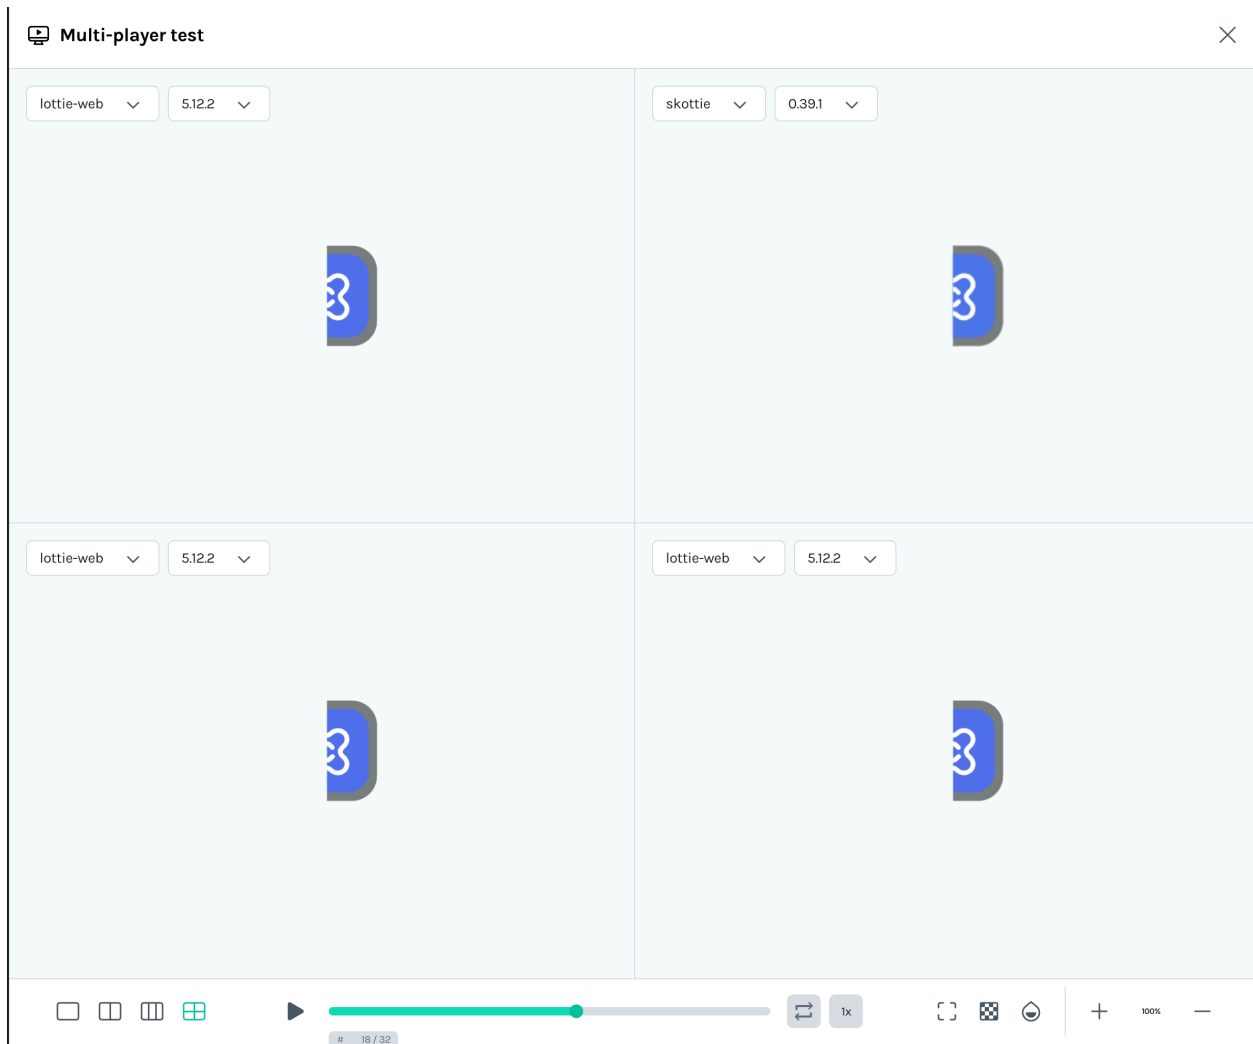 Multi-player test
lottie-web 5.12.2
skottie 0.39.1
lottie-web 5.12.2
lottie-web 5.12.2
1x
100%
# 18 / 32